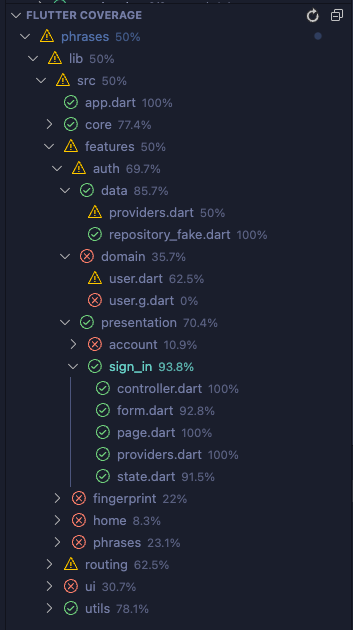 FLUTTER COVERAGE
phrases 50%
lib 50%
src 50%
app.dart 100%
core 77.4%
features 50%
auth 69.7%
data 85.7%
providers.dart 50%
repository_fake.dart 100%
domain 35.7%
user.dart 62.5%
user.g.dart 0%
presentation 70.4%
account 10.9%
sign_in 93.8%
controller.dart 100%
form.dart 92.8%
page.dart 100%
providers.dart 100%
state.dart 91.5%
fingerprint 22%
home 8.3%
phrases 23.1%
routing 62.5%
ui 30.7%
utils 78.1%